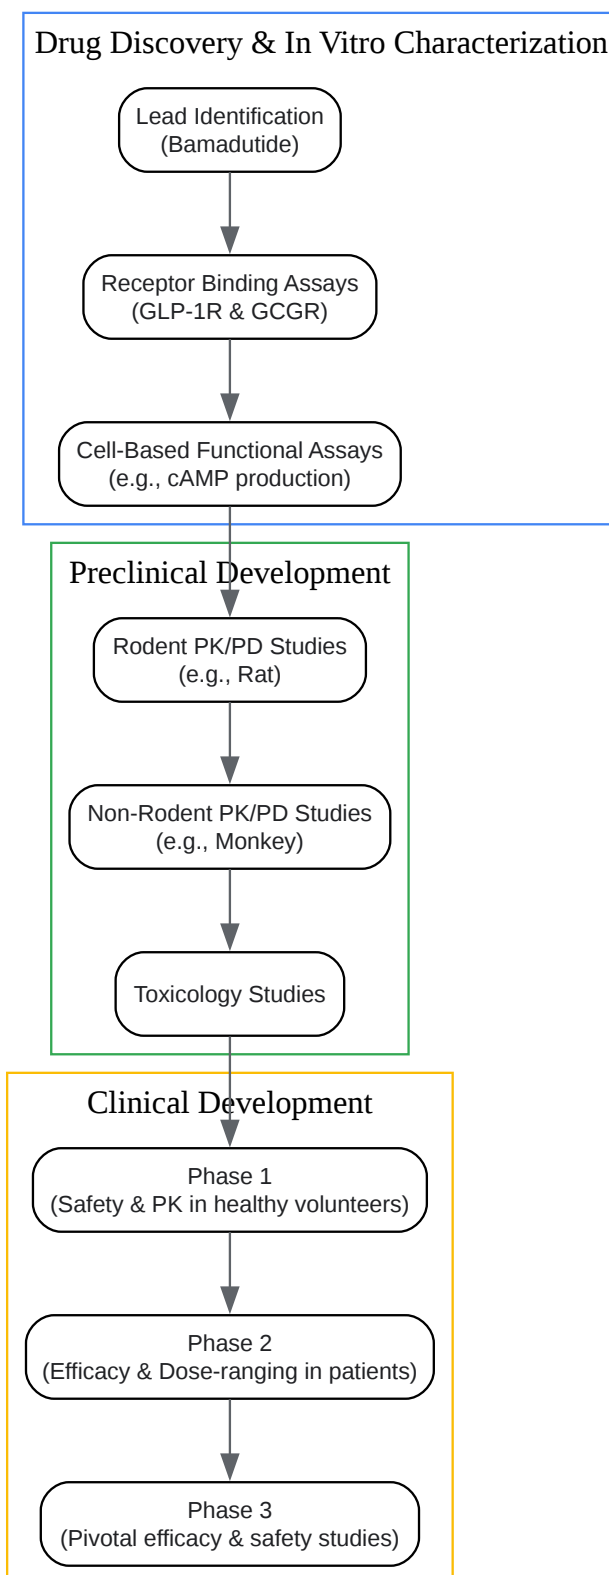 Drug Discovery & In Vitro Characterization
Lead Identification
(Bamadutide)
Receptor Binding Assays
(GLP-1R & GCGR)
Cell-Based Functional Assays
(e.g., cAMP production)
Preclinical Development
Rodent PK/PD Studies
(e.g., Rat)
Non-Rodent PK/PD Studies
(e.g., Monkey)
Toxicology Studies
Clinical Development
Phase 1
(Safety & PK in healthy volunteers)
Phase 2
(Efficacy & Dose-ranging in patients)
Phase 3
(Pivotal efficacy & safety studies)